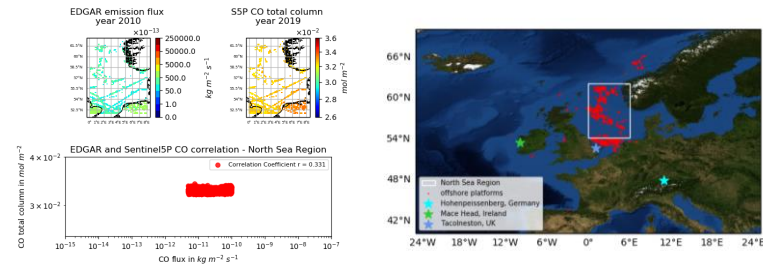 EDGAR emission flux
year 2010
×10⁻¹³
250000.0
50000.0
5000.0
500.0
50.0
5.0
1.0
0.0
kg m⁻² s⁻¹
S5P CO total column
year 2019
×10⁻²
3.6
3.4
3.2
3.0
2.8
2.6
mol m⁻²
EDGAR and Sentinel5P CO correlation - North Sea Region
CO total column in mol m⁻²
4 × 10⁻²
3 × 10⁻²
Correlation Coefficient r = 0.331
10⁻¹⁵ 10⁻¹⁴ 10⁻¹³ 10⁻¹² 10⁻¹¹ 10⁻¹⁰ 10⁻⁹ 10⁻⁸ 10⁻⁷
CO flux in kg m⁻² s⁻¹
66°N
60°N
54°N
48°N
42°N
North Sea Region
offshore platforms
Hohenpeissenberg, Germany
Mace Head, Ireland
Tacolneston, UK
24°W 18°W 12°W 6°W 0° 6°E 12°E 18°E 24°E